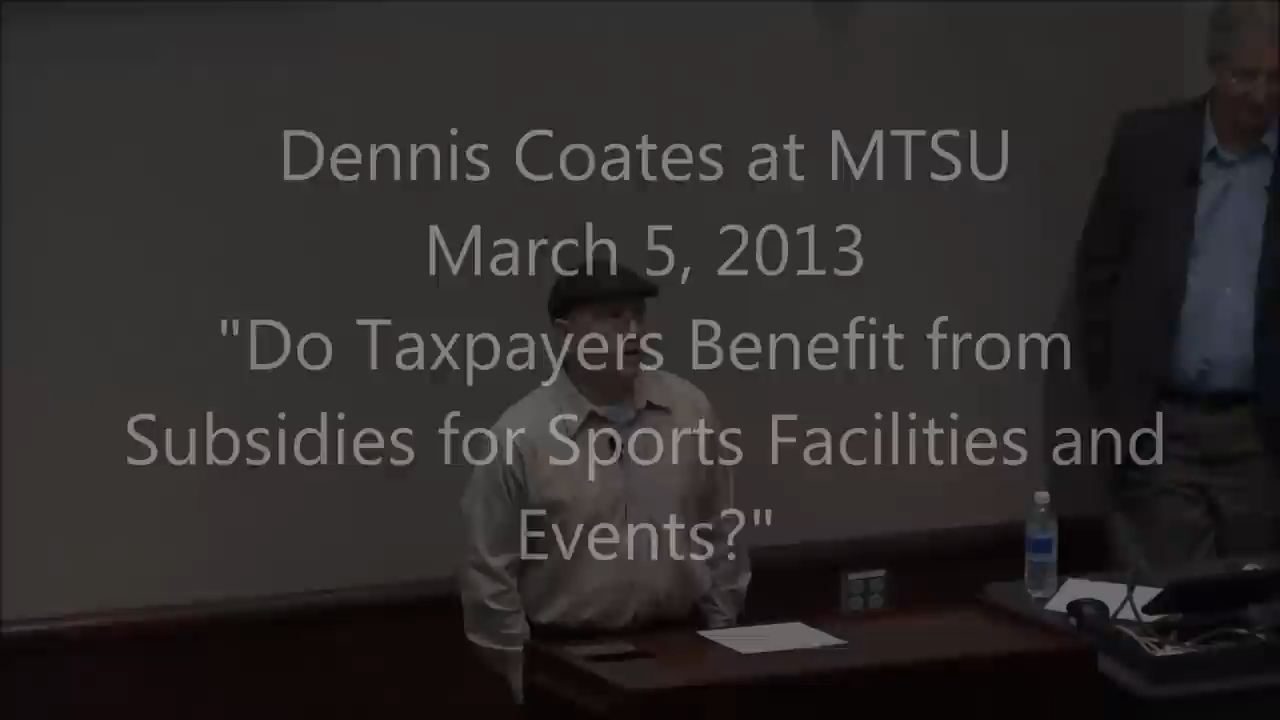 Dennis Coates at MTSU
March 5, 2013
"Do Taxpayers Benefit from
Subsidies for Sports Facilities and
Events?"